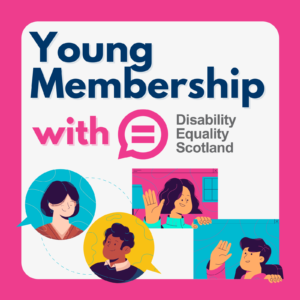 Young
Membership
with
Disability
Equality
Scotland